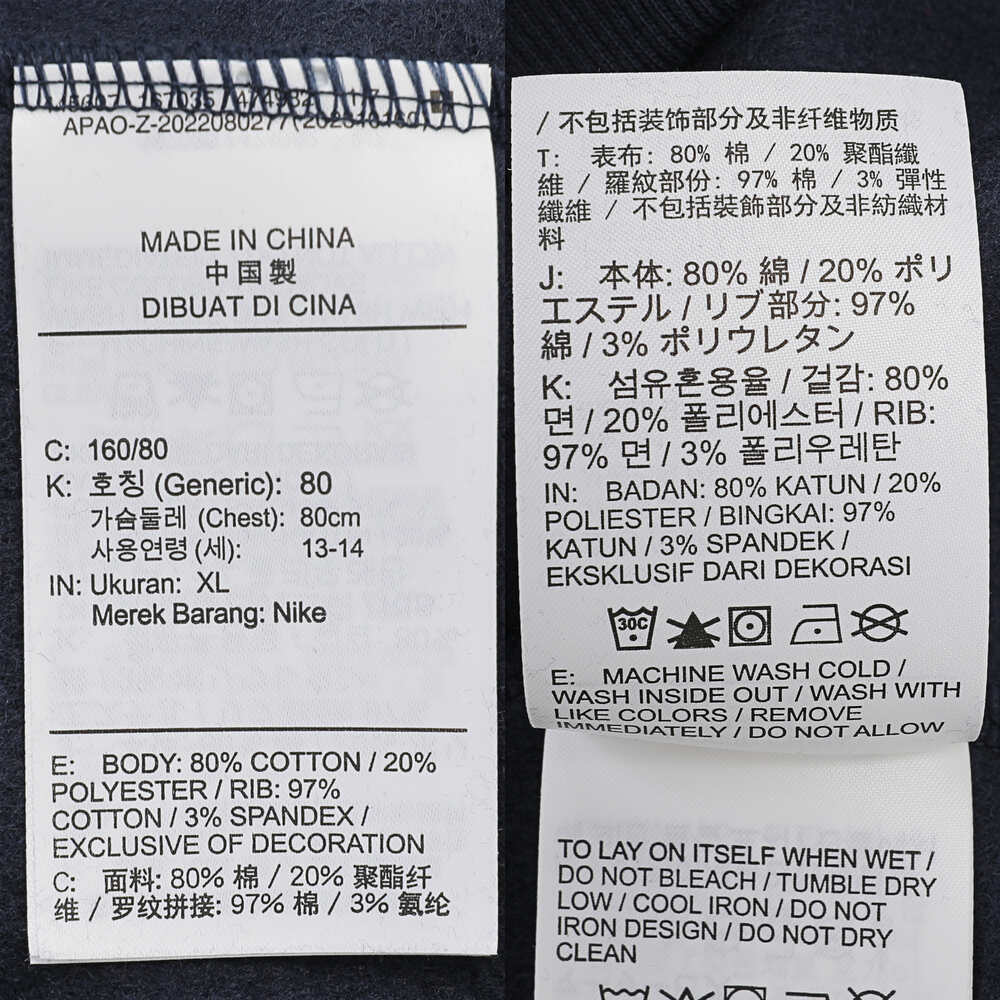 APAO-Z-2022080277
MADE IN CHINA
中国製
DIBUAT DI CINA
C: 160/80
K: 호칭 (Generic): 80
가슴둘레 (Chest): 80cm
사용연령 (세): 13-14
IN: Ukuran: XL
Merek Barang: Nike
E: BODY: 80% COTTON / 20%
POLYESTER / RIB: 97%
COTTON / 3% SPANDEX /
EXCLUSIVE OF DECORATION
C: 面料: 80% 棉 / 20% 聚酯纤
维 / 罗纹拼接: 97% 棉 / 3% 氨纶
/ 不包括装饰部分及非纤维物质
T: 表布: 80% 棉 / 20% 聚酯纖
維 / 羅紋部份: 97% 棉 / 3% 彈性
纖維 / 不包括裝飾部分及非紡織材
料
J: 本体: 80% 綿 / 20% ポリ
エステル / リブ部分: 97%
綿 / 3% ポリウレタン
K: 섬유혼용율 / 겉감: 80%
면 / 20% 폴리에스터 / RIB:
97% 면 / 3% 폴리우레탄
IN: BADAN: 80% KATUN / 20%
POLIESTER / BINGKAI: 97%
KATUN / 3% SPANDEK /
EKSKLUSIF DARI DEKORASI
30C
E: MACHINE WASH COLD /
WASH INSIDE OUT / WASH WITH
LIKE COLORS / REMOVE
IMMEDIATELY / DO NOT ALLOW
TO LAY ON ITSELF WHEN WET /
DO NOT BLEACH / TUMBLE DRY
LOW / COOL IRON / DO NOT
IRON DESIGN / DO NOT DRY
CLEAN